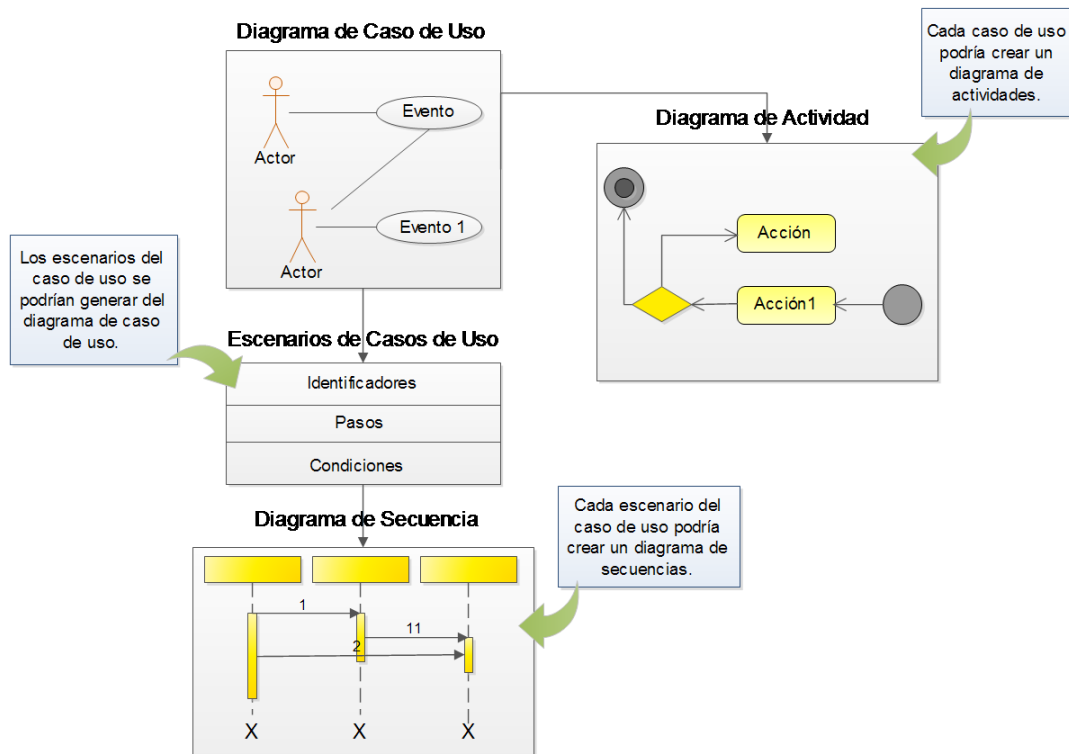 Diagrama de Caso de Uso
Evento
Actor
Evento 1
Actor
Cada caso de uso
podría crear un
diagrama de
actividades.
Diagrama de Actividad
Acción
Acción1
Los escenarios del
caso de uso se
podrían generar del
diagrama de caso
de uso.
Escenarios de Casos de Uso
Identificadores
Pasos
Condiciones
Diagrama de Secuencia
1
11
2
X X X
Cada escenario del
caso de uso podría
crear un diagrama de
secuencias.